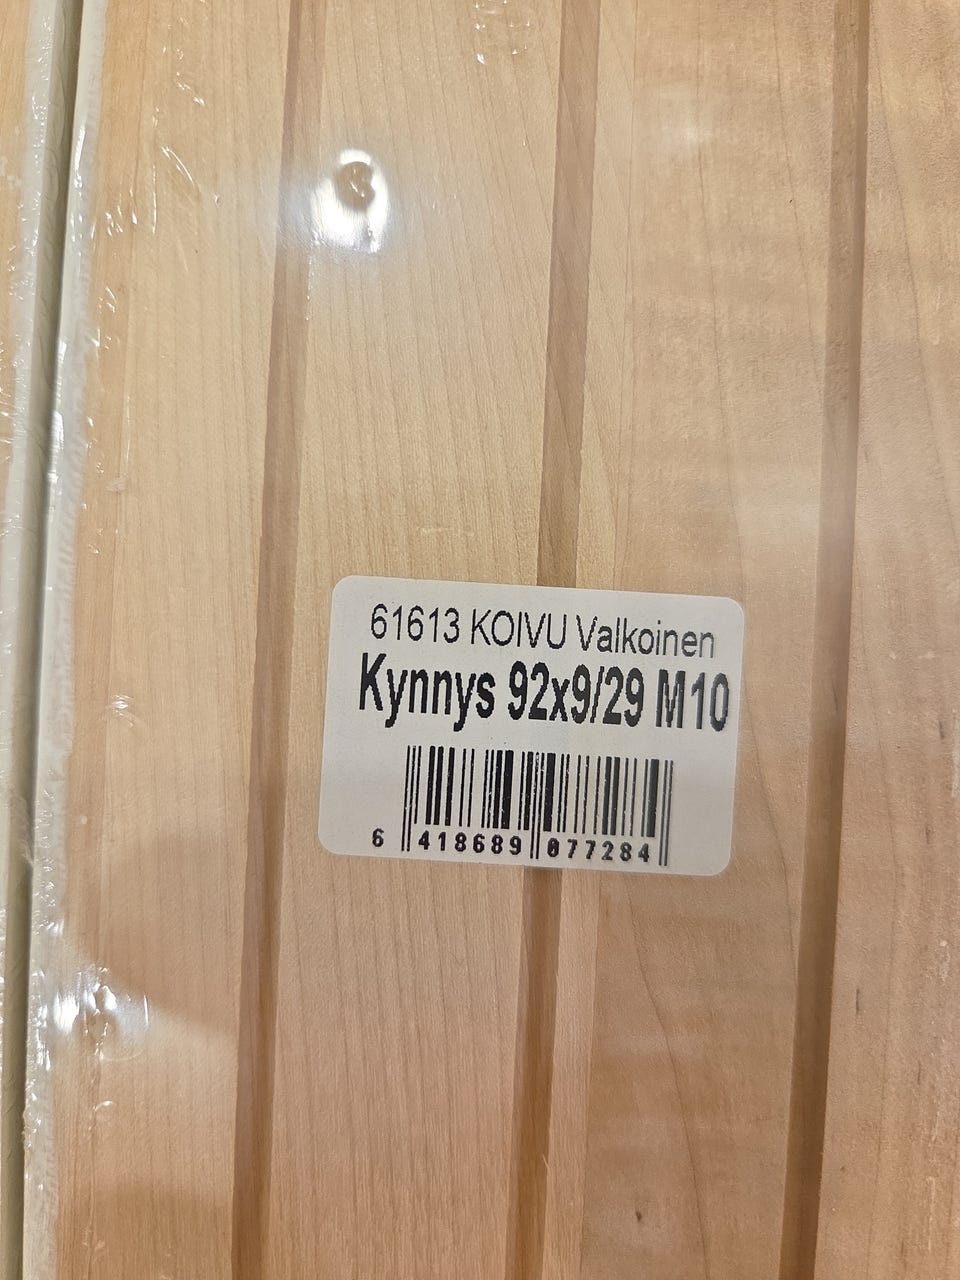 61613 KOIVU Valkoinen
Kynnys 92x9/29 M10
6 418689 077284